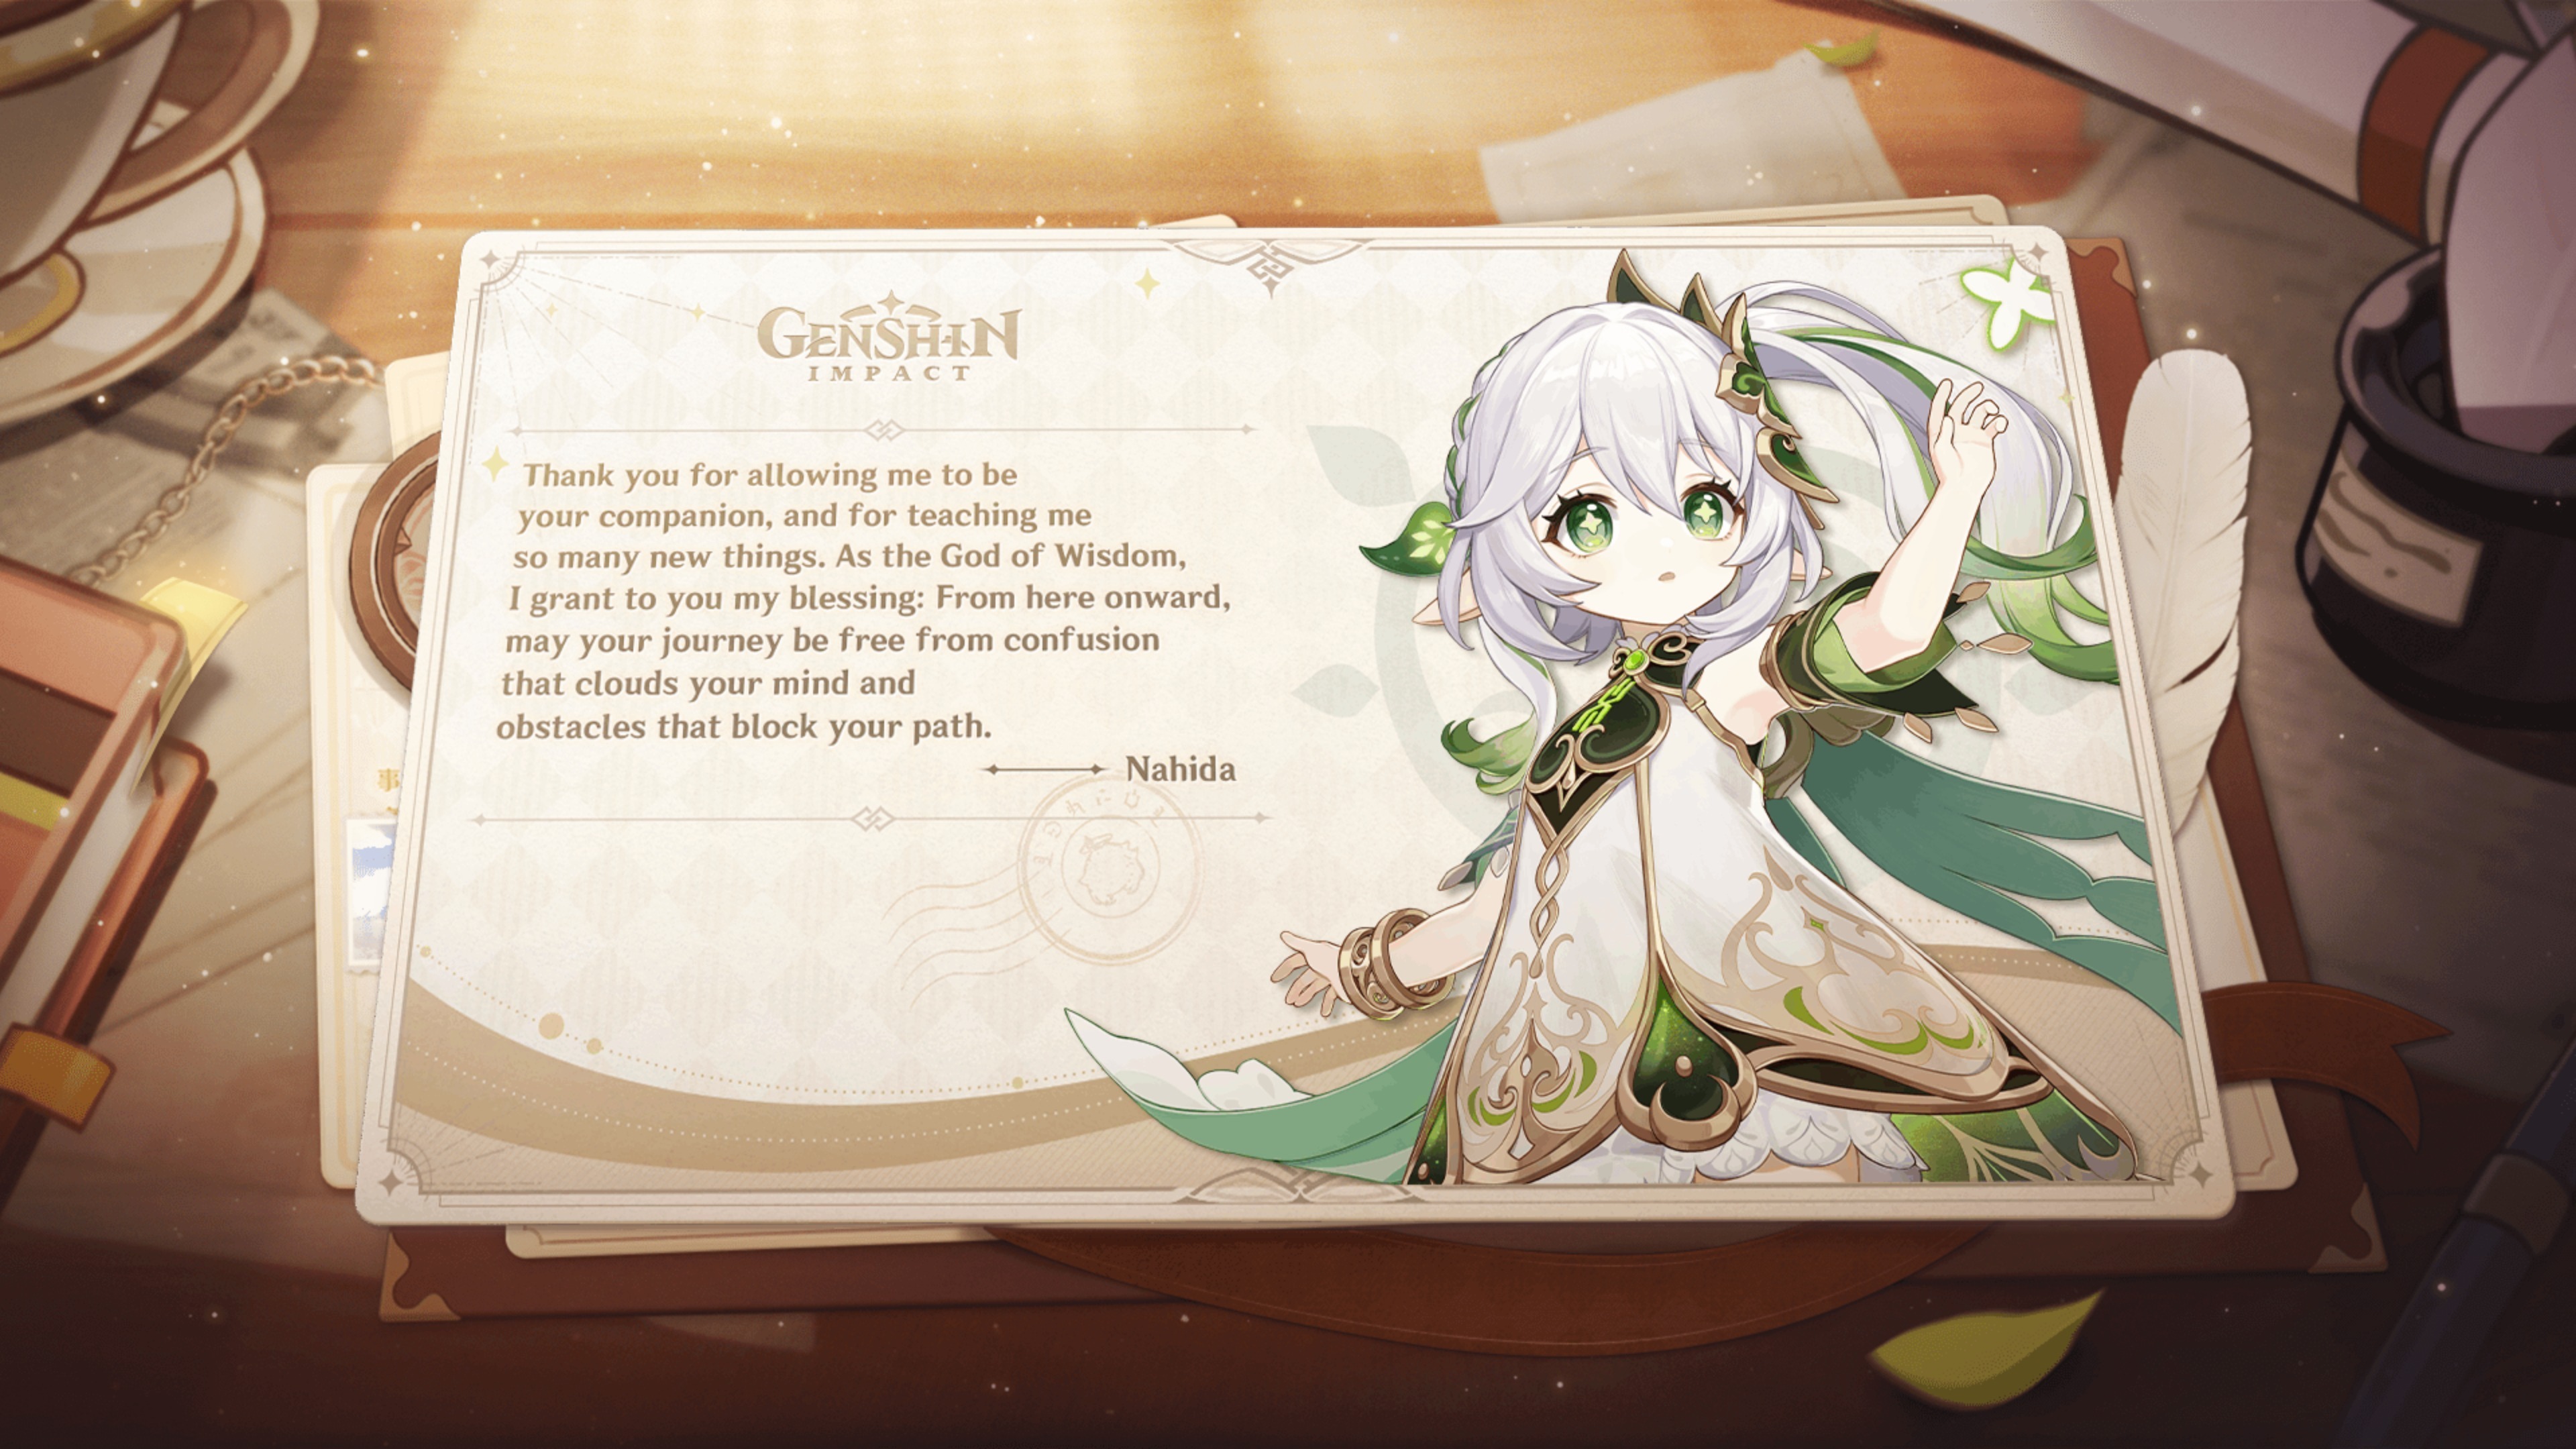 GENSHIN
IMPACT
Thank you for allowing me to be
your companion, and for teaching me
so many new things. As the God of Wisdom,
I grant to you my blessing: From here onward,
may your journey be free from confusion
that clouds your mind and
obstacles that block your path.
Nahida
事